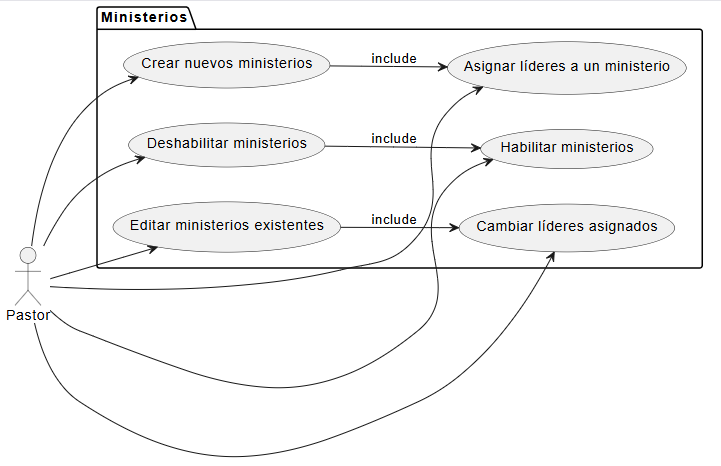 Ministerios
Crear nuevos ministerios
include
Asignar líderes a un ministerio
Deshabilitar ministerios
include
Habilitar ministerios
Editar ministerios existentes
include
Cambiar líderes asignados
Pastor